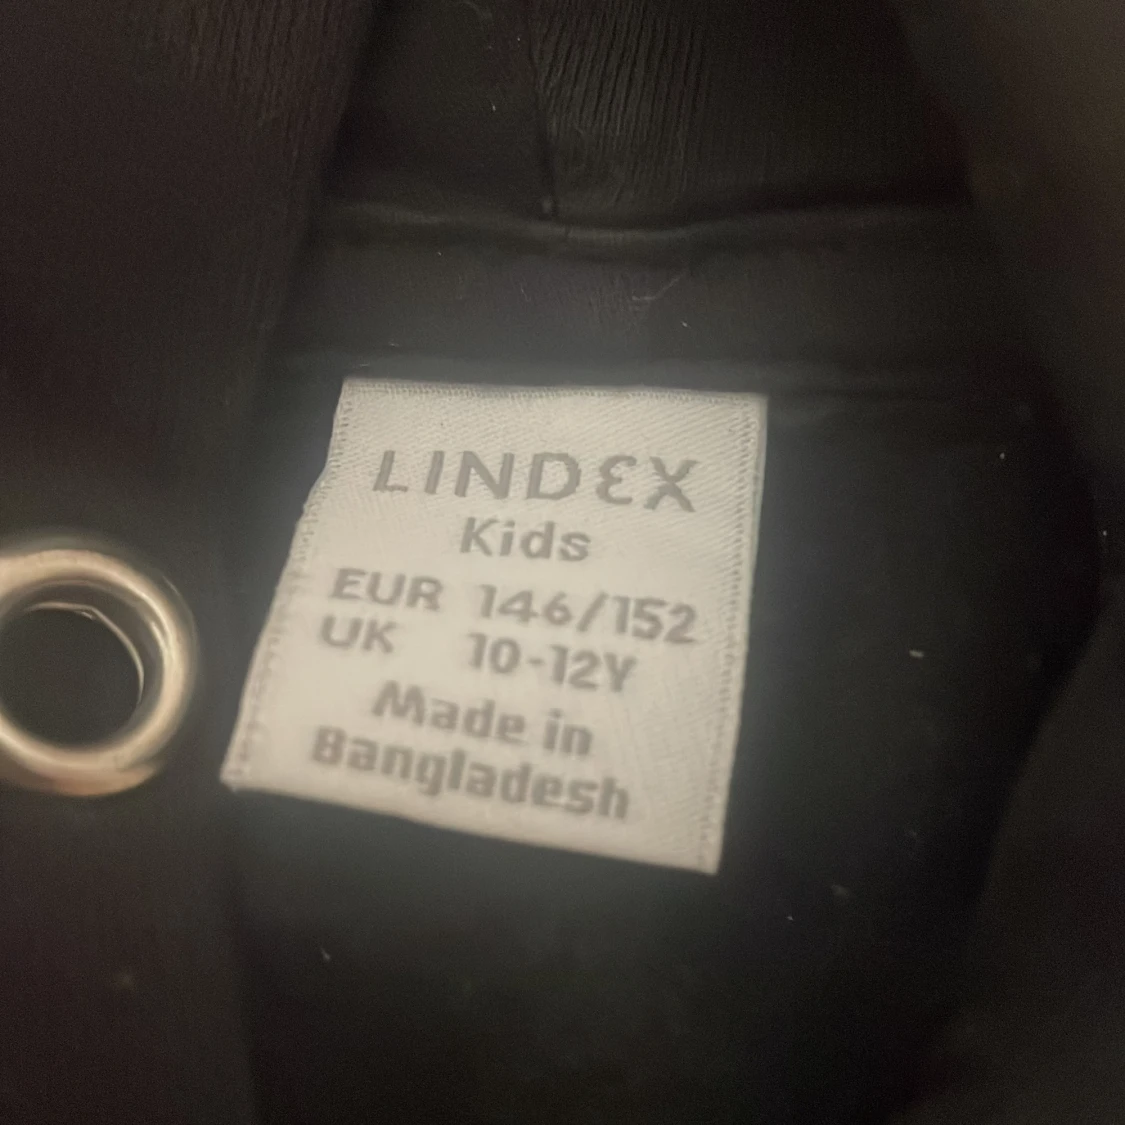 LINDEX
Kids
EUR 146/152
UK 10-12Y
Made in
Bangladesh